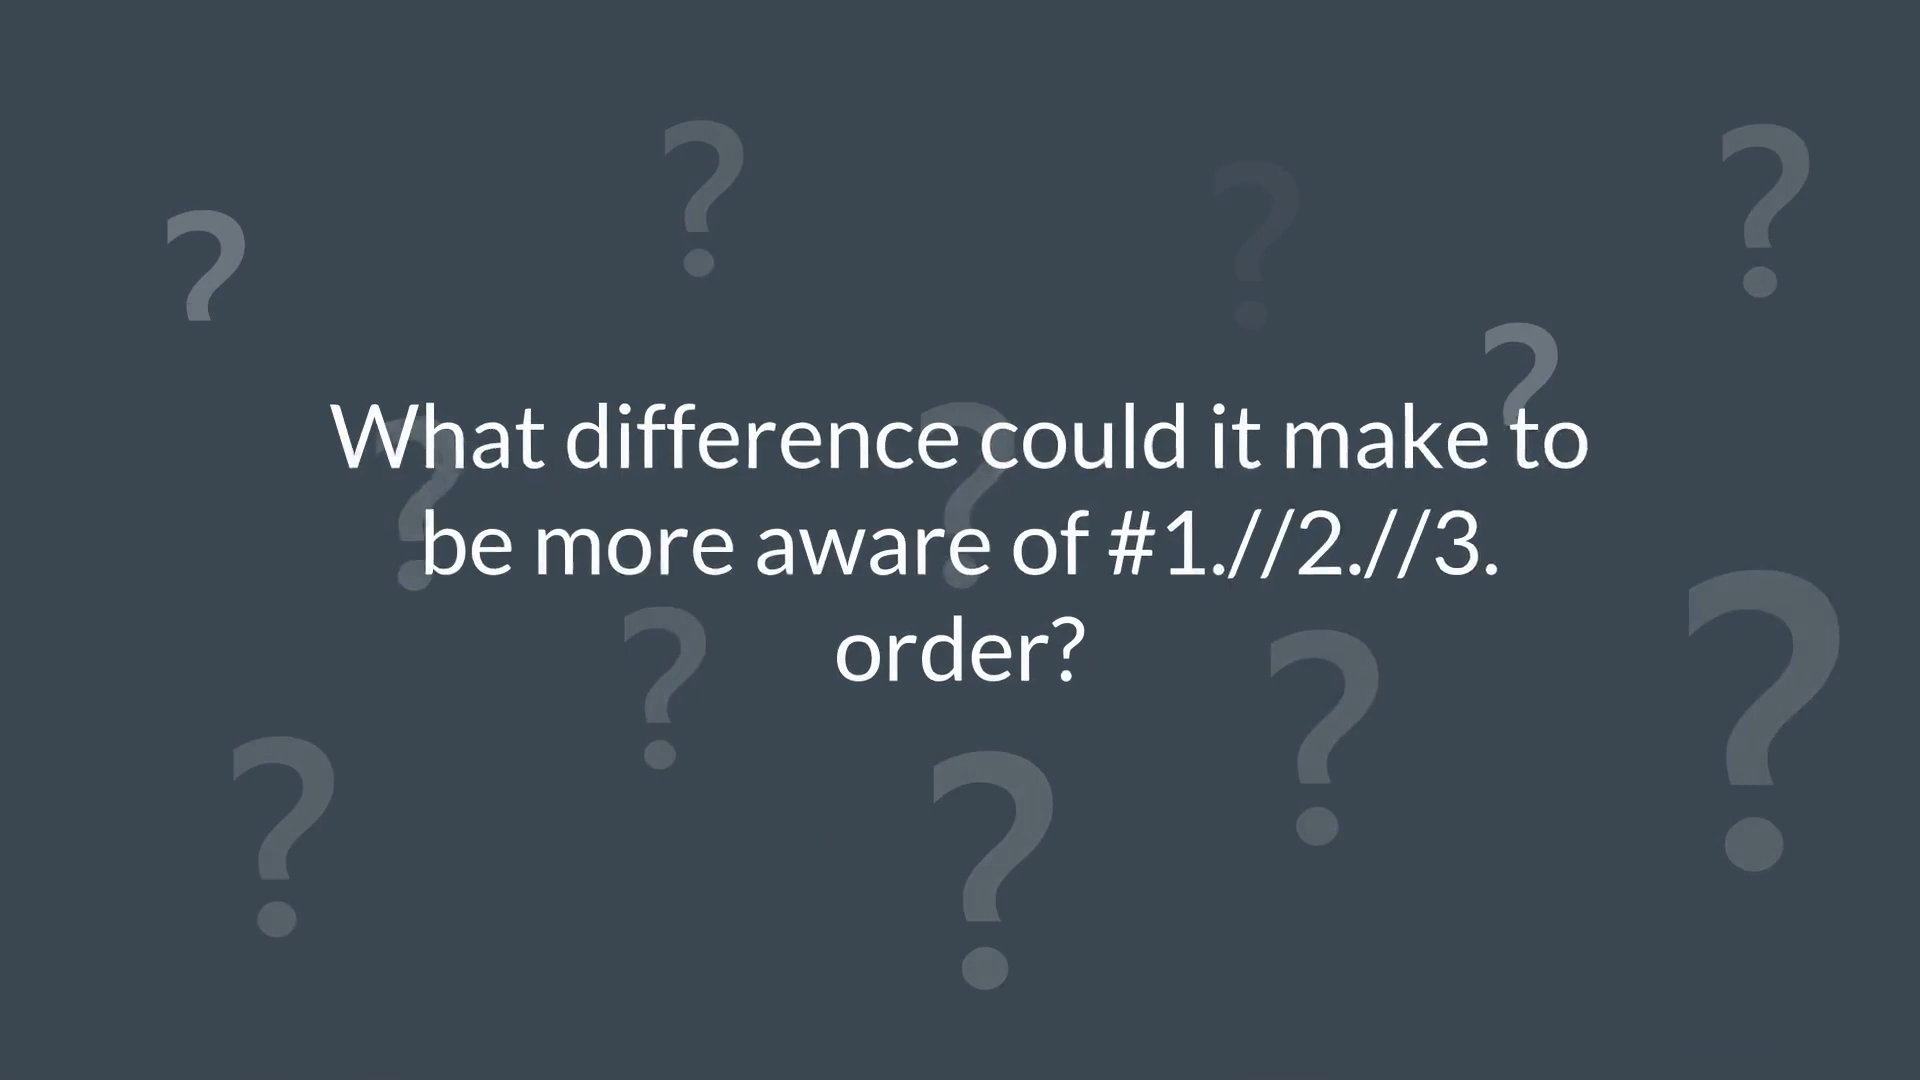 What difference could it make to
be more aware of #1.//2.//3.
order?